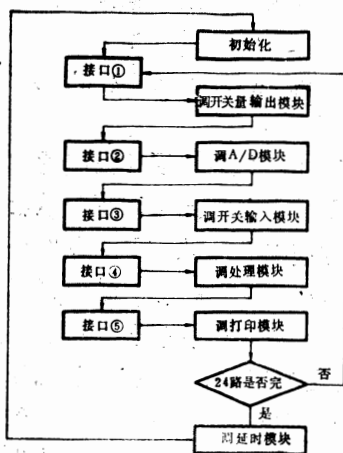 初始化
接口①
调开关量输出模块
接口②
调A/D模块
接口③
调开关输入模块
接口④
调处理模块
接口⑤
调打印模块
24路是否完
否
是
调延时模块